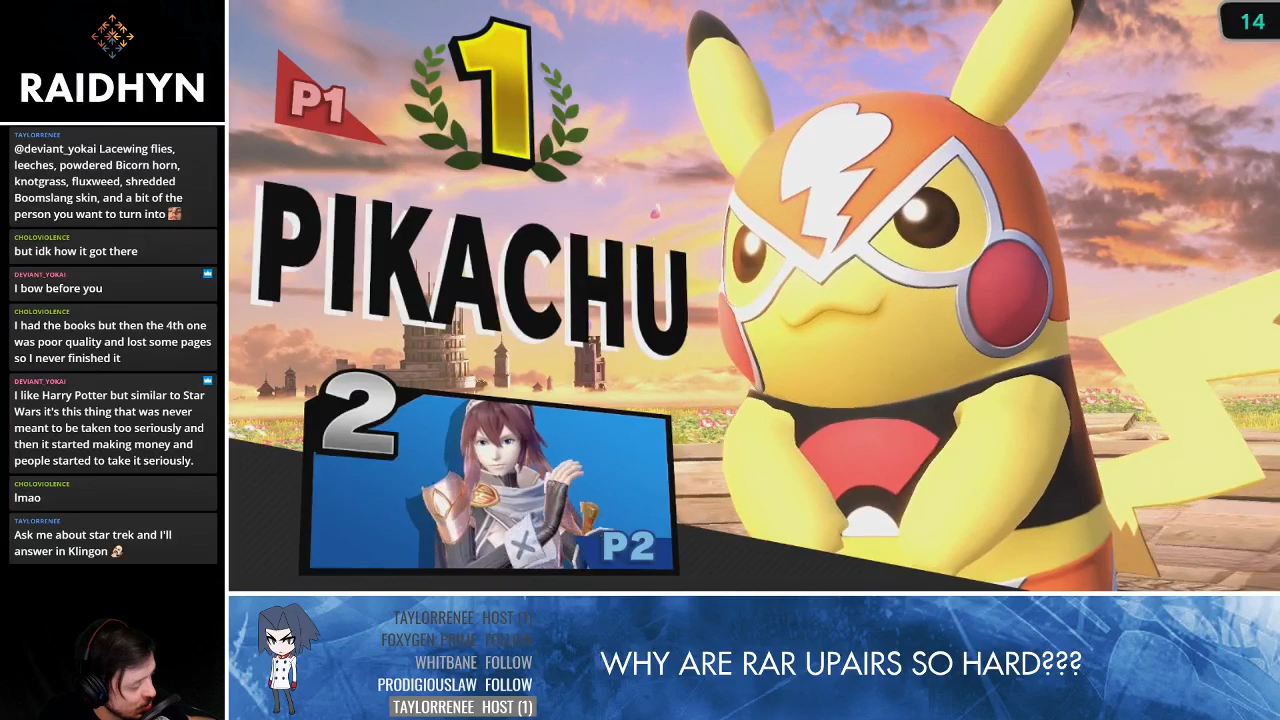 RAIDHYN
TAYLORRENEE
@deviant_yokai Lacewing flies,
leeches, powdered Bicorn horn,
knotgrass, fluxweed, shredded
Boomslang skin, and a bit of the
person you want to turn into
CHOLOVIOLENCE
but idk how it got there
DEVIANT_YOKAI
I bow before you
CHOLOVIOLENCE
I had the books but then the 4th one
was poor quality and lost some pages
so I never finished it
DEVIANT_YOKAI
I like Harry Potter but similar to Star
Wars it's this thing that was never
meant to be taken too seriously and
then it started making money and
people started to take it seriously.
CHOLOVIOLENCE
lmao
TAYLORRENEE
Ask me about star trek and I'll
answer in Klingon
14
P1
1
PIKACHU
2
P2
TAYLORRENEE HOST (1)
FOXYGEN_PRIME FOLLOW
WHITBANE FOLLOW
PRODIGIOUSLAW FOLLOW
TAYLORRENEE HOST (1)
WHY ARE RAR UPAIRS SO HARD???